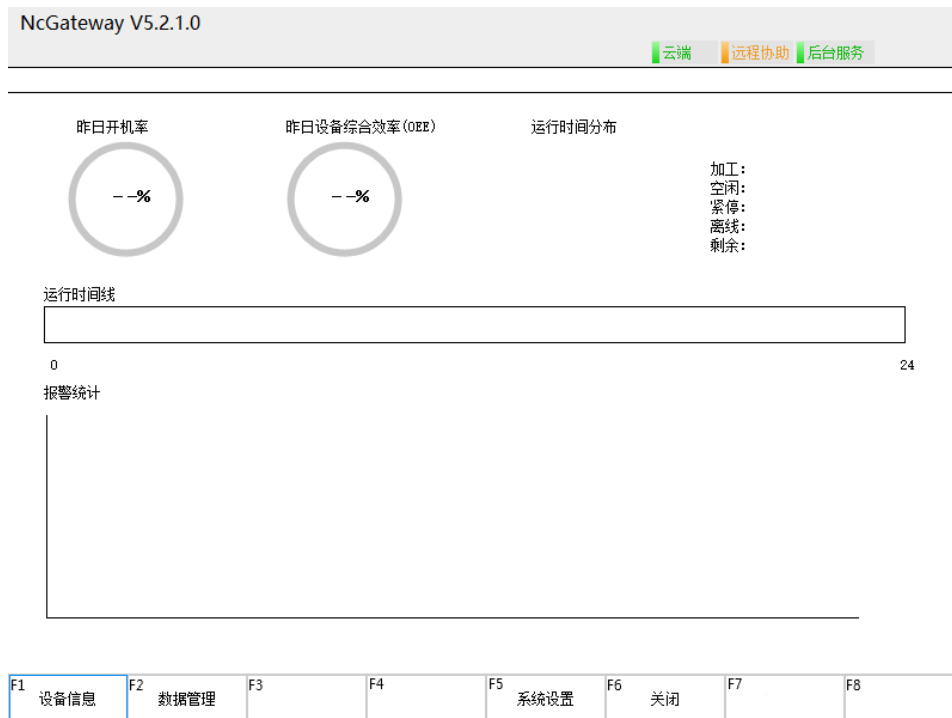 NcGateway V5.2.1.0
云端 远程协助 后台服务
昨日开机率 昨日设备综合效率(OEE) 运行时间分布
--% --%
加工:
空闲:
紧停:
离线:
剩余:
运行时间线
0 24
报警统计
F1 设备信息 F2 数据管理 F3 F4 F5 系统设置 F6 关闭 F7 F8